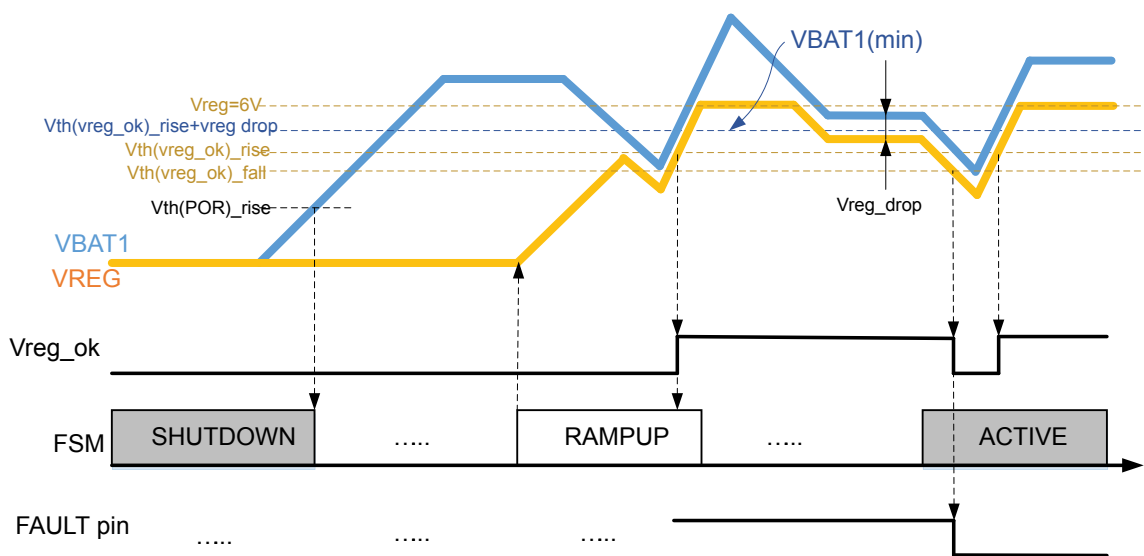 VBAT1(min)
Vreg=6V
Vth(vreg_ok)_rise+vreg drop
Vth(vreg_ok)_rise
Vth(vreg_ok)_fall
Vth(POR)_rise
Vreg_drop
VBAT1
VREG
Vreg_ok
FSM
SHUTDOWN
.....
RAMPUP
.....
ACTIVE
FAULT pin
.....
.....
.....